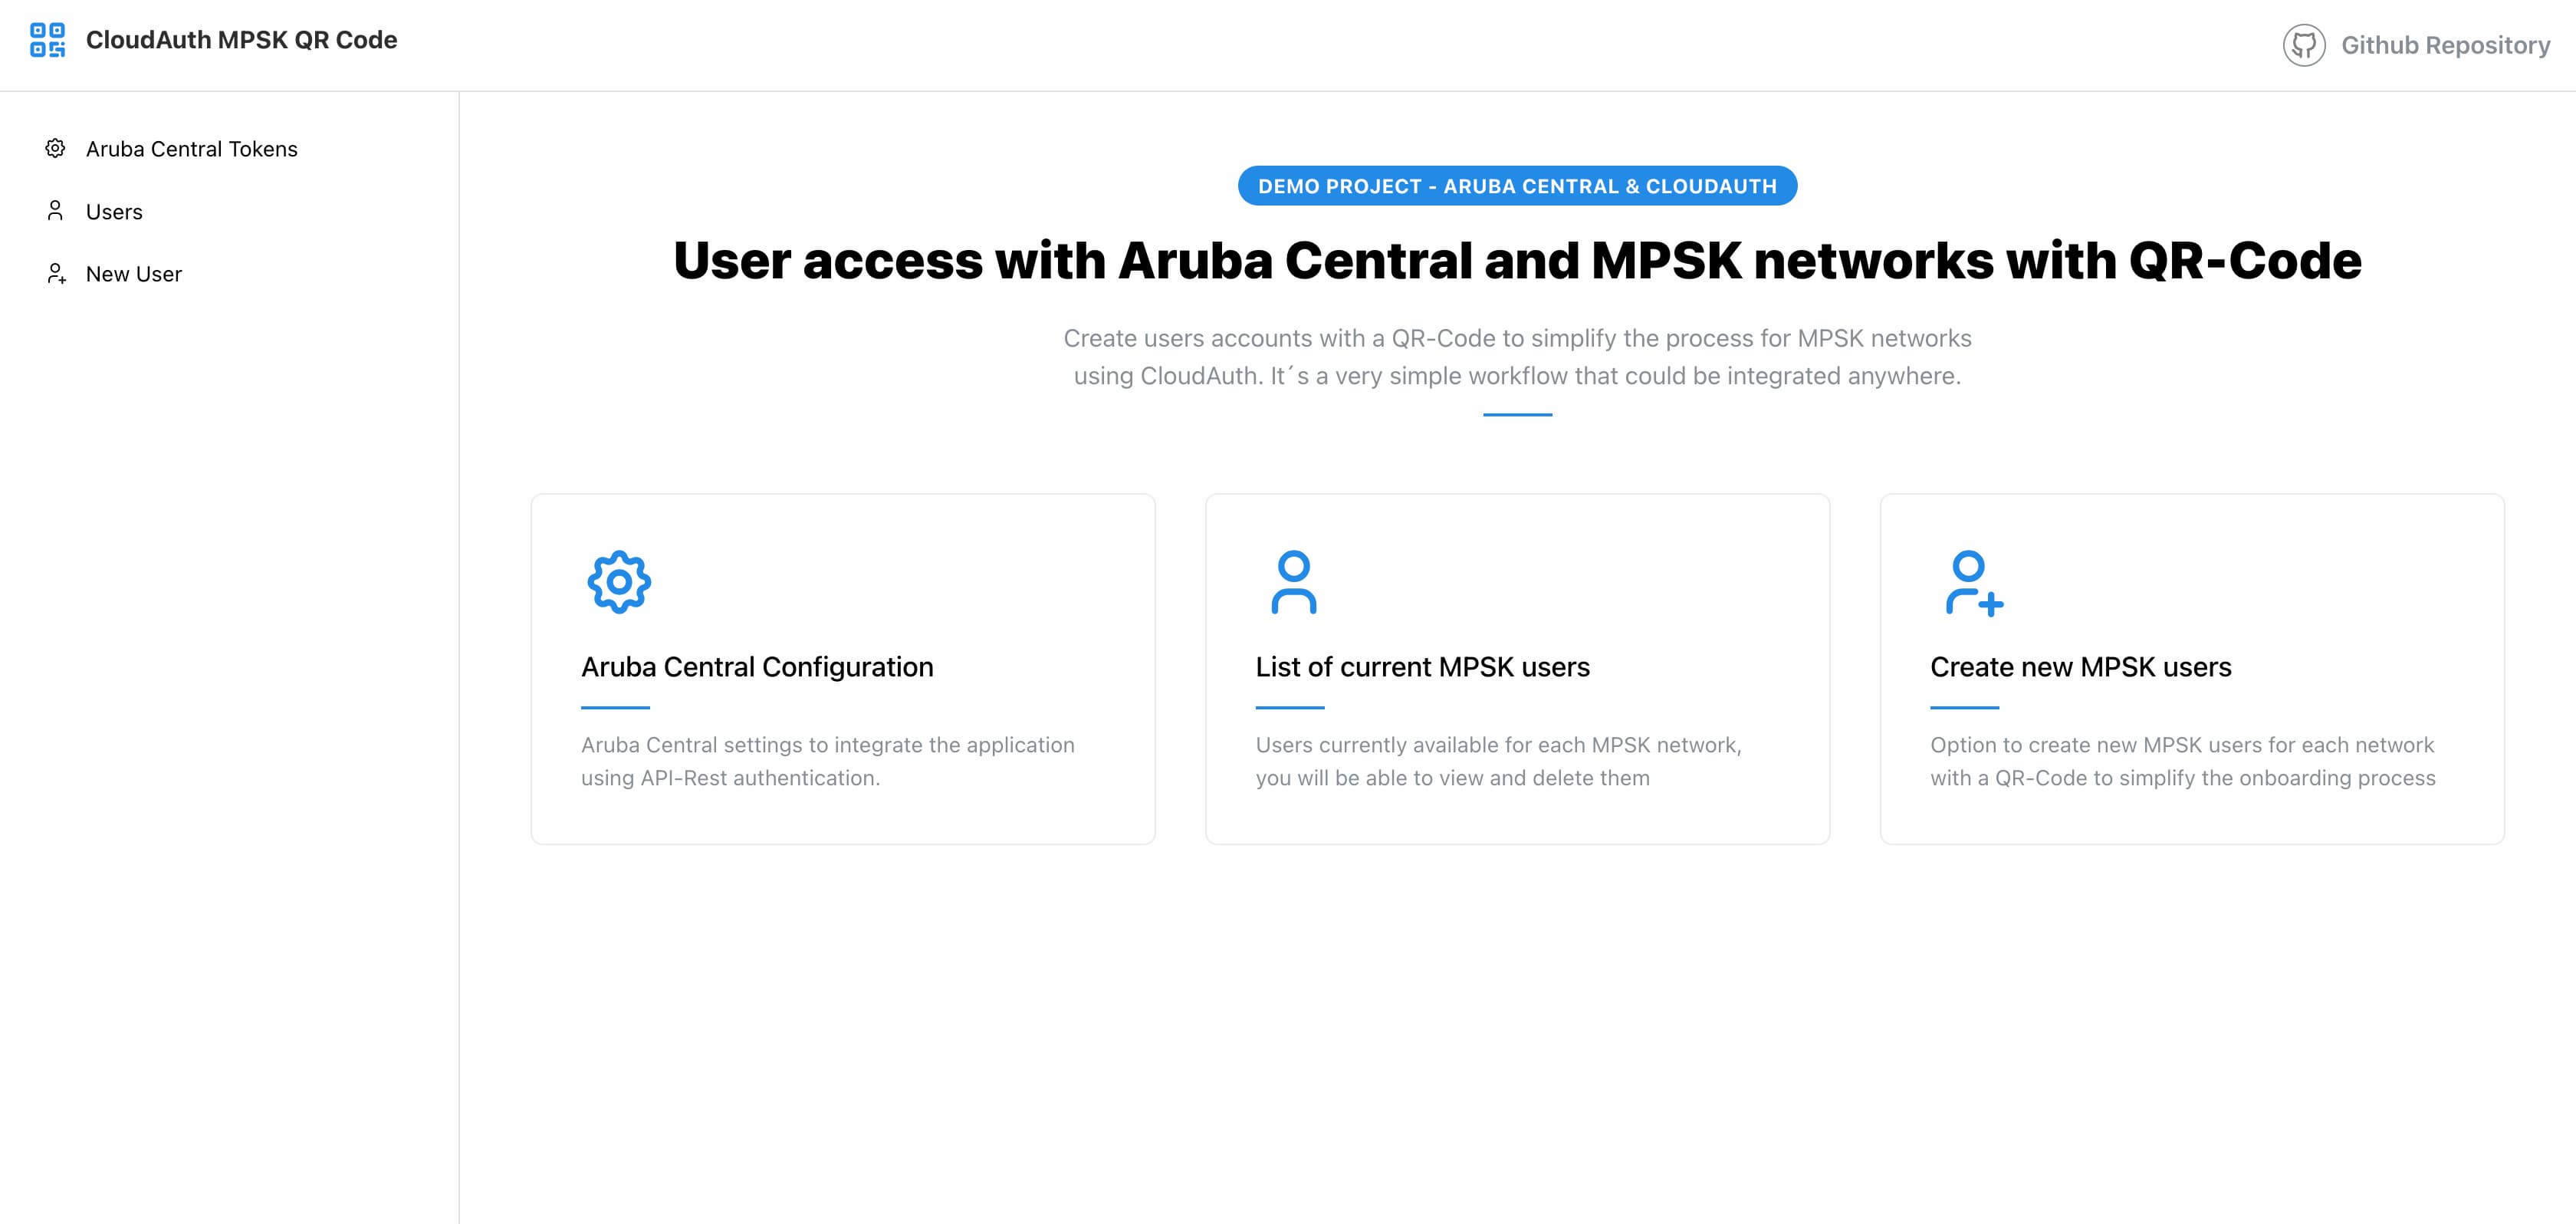 CloudAuth MPSK QR Code
Github Repository
Aruba Central Tokens
Users
New User
DEMO PROJECT - ARUBA CENTRAL & CLOUDAUTH
User access with Aruba Central and MPSK networks with QR-Code
Create users accounts with a QR-Code to simplify the process for MPSK networks
using CloudAuth. It´s a very simple workflow that could be integrated anywhere.
Aruba Central Configuration
Aruba Central settings to integrate the application
using API-Rest authentication.
List of current MPSK users
Users currently available for each MPSK network,
you will be able to view and delete them
Create new MPSK users
Option to create new MPSK users for each network
with a QR-Code to simplify the onboarding process